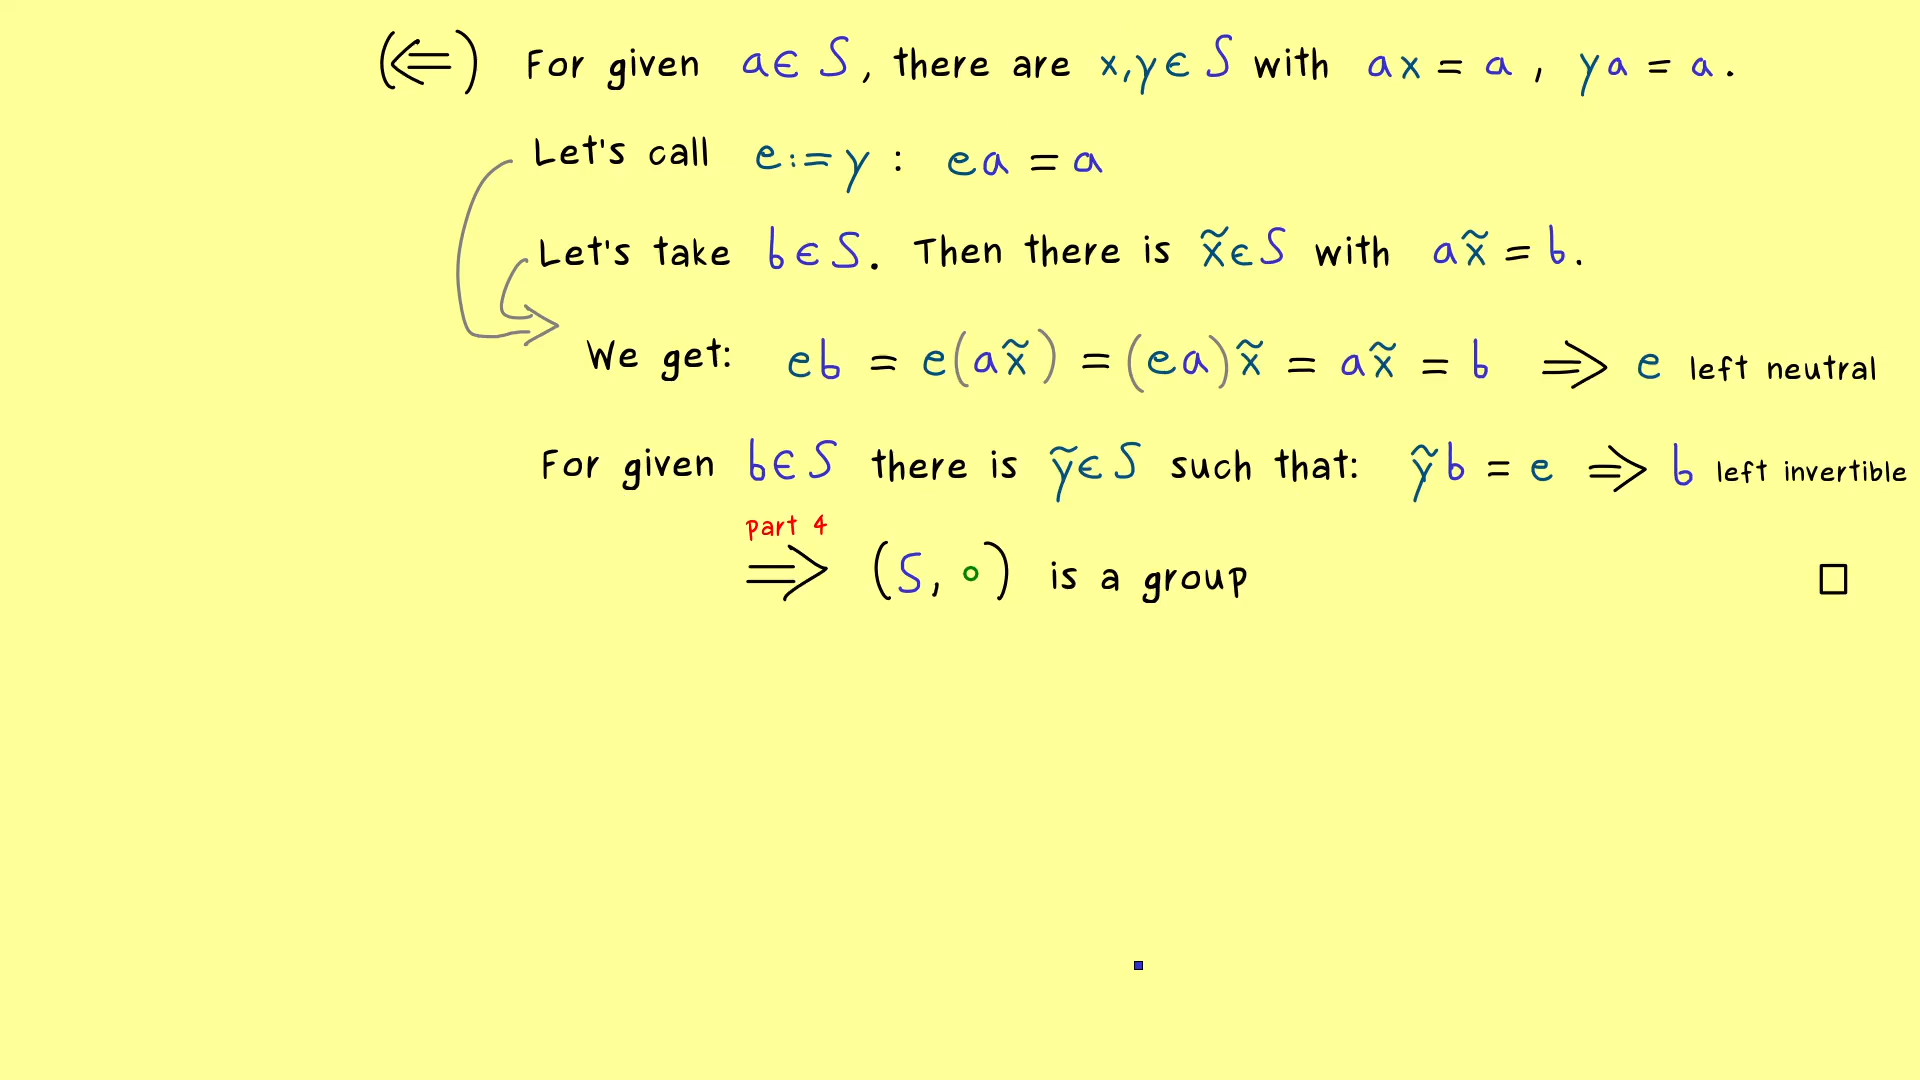 (⇐) For given a ∈ S, there are x, y ∈ S with ax = a, ya = a.
Let's call e := y : ea = a
Let's take b ∈ S. Then there is x̃ ∈ S with ax̃ = b.
We get: eb = e(ax̃) = (ea)x̃ = ax̃ = b ⇒ e left neutral
For given b ∈ S there is ỹ ∈ S such that: ỹb = e ⇒ b left invertible
part 4
⇒ (S, ∘) is a group □